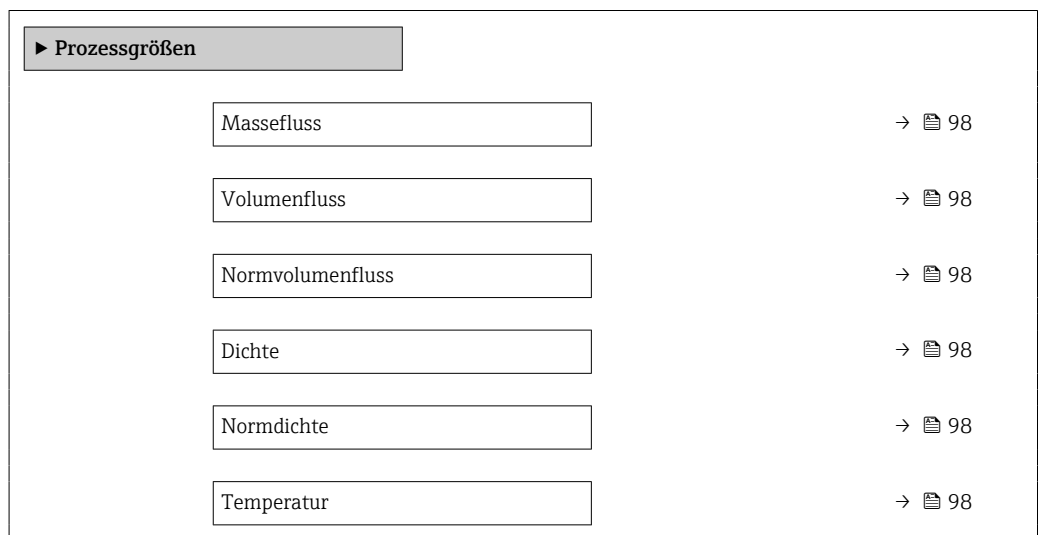 ▶ Prozessgrößen
Massefluss → 98
Volumenfluss → 98
Normvolumenfluss → 98
Dichte → 98
Normdichte → 98
Temperatur → 98